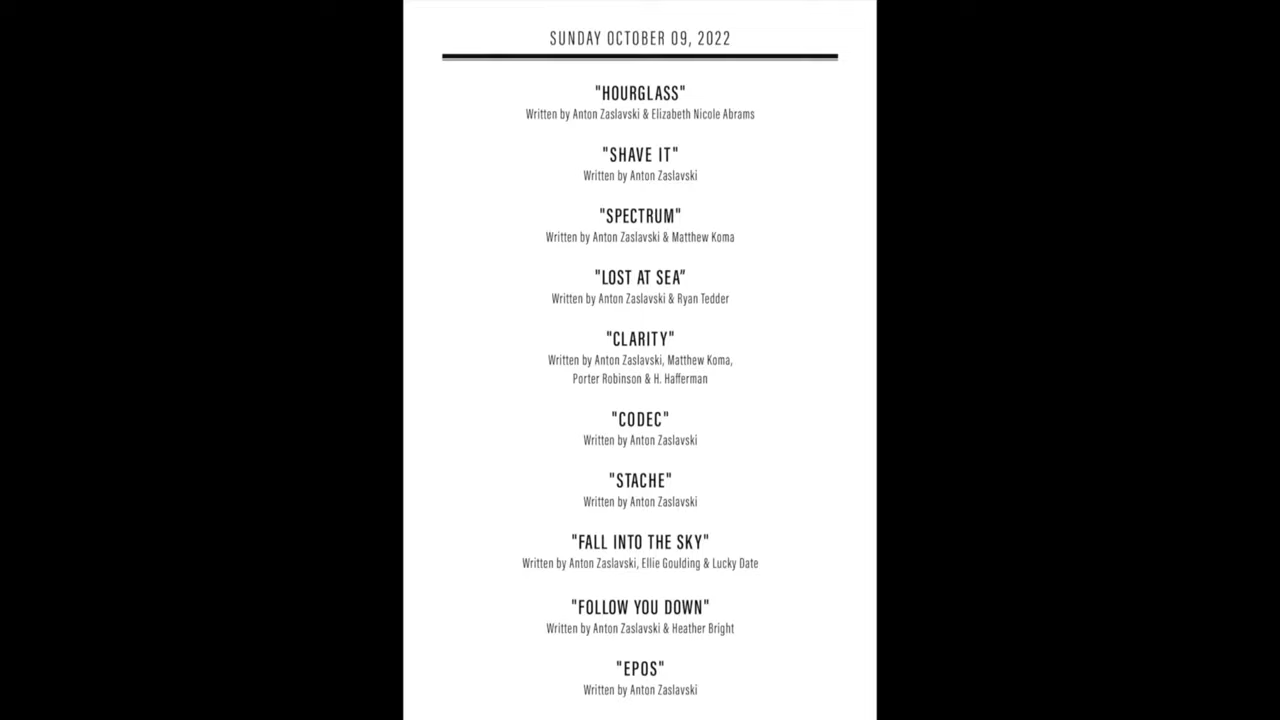 SUNDAY OCTOBER 09, 2022
"HOURGLASS"
Written by Anton Zaslavski & Elizabeth Nicole Abrams
"SHAVE IT"
Written by Anton Zaslavski
"SPECTRUM"
Written by Anton Zaslavski & Matthew Koma
"LOST AT SEA”
Written by Anton Zaslavski & Ryan Tedder
"CLARITY"
Written by Anton Zaslavski, Matthew Koma,
Porter Robinson & H. Hafferman
"CODEC"
Written by Anton Zaslavski
"STACHE"
Written by Anton Zaslavski
"FALL INTO THE SKY"
Written by Anton Zaslavski, Ellie Goulding & Lucky Date
"FOLLOW YOU DOWN"
Written by Anton Zaslavski & Heather Bright
"EPOS"
Written by Anton Zaslavski